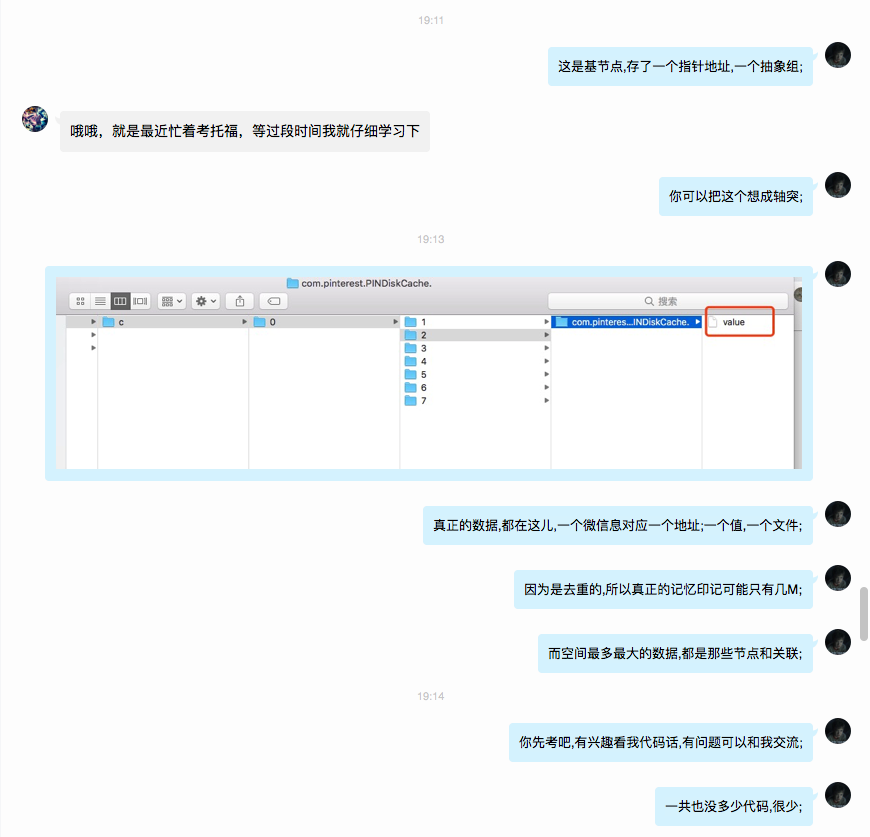 19:11
这是基节点,存了一个指针地址,一个抽象组;
哦哦，就是最近忙着考托福，等过段时间我就仔细学习下
你可以把这个想成轴突;
19:13
com.pinterest.PINDiskCache.
搜索
c
0
1
2
3
4
5
6
7
com.pinteres...INDiskCache.
value
真正的数据,都在这儿,一个微信息对应一个地址;一个值,一个文件;
因为是去重的,所以真正的记忆印记可能只有几M;
而空间最多最大的数据,都是那些节点和关联;
19:14
你先考吧,有兴趣看我代码话,有问题可以和我交流;
一共也没多少代码,很少;